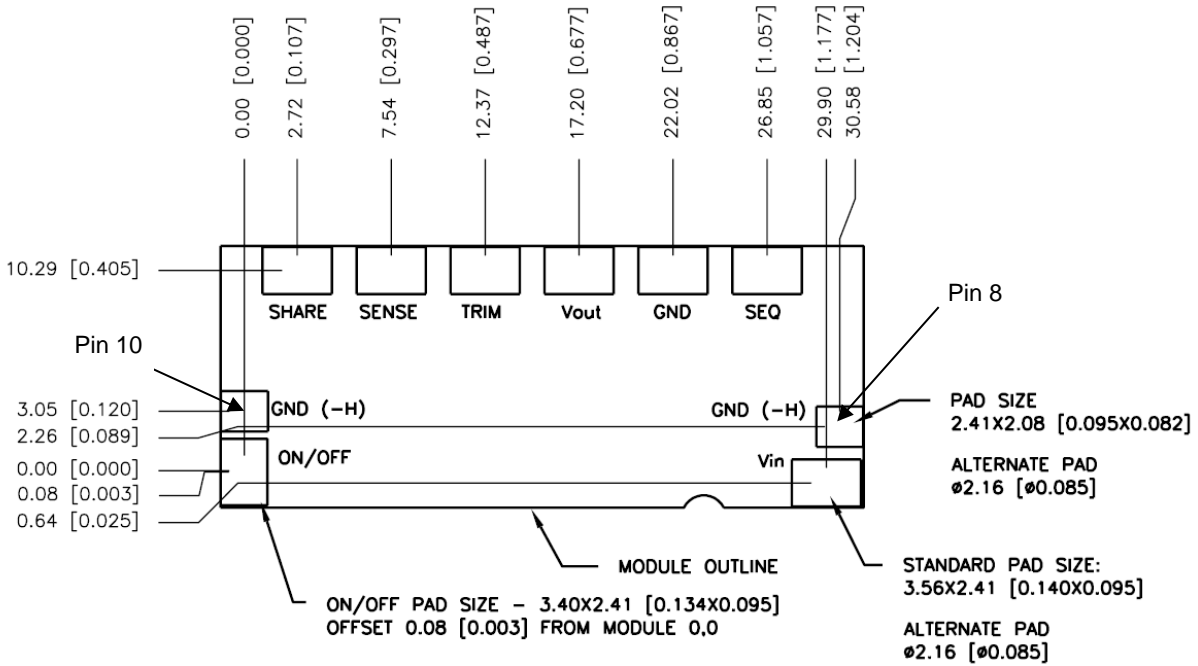 0.00 [0.000]
2.72 [0.107]
7.54 [0.297]
12.37 [0.487]
17.20 [0.677]
22.02 [0.867]
26.85 [1.057]
29.90 [1.177]
30.58 [1.204]
10.29 [0.405]
SHARE
SENSE
TRIM
Vout
GND
SEQ
Pin 8
Pin 10
3.05 [0.120]
GND (-H)
GND (-H)
PAD SIZE
2.41X2.08 [0.095X0.082]
2.26 [0.089]
ON/OFF
Vin
ALTERNATE PAD
ø2.16 [ø0.085]
0.00 [0.000]
0.08 [0.003]
0.64 [0.025]
MODULE OUTLINE
STANDARD PAD SIZE:
3.56X2.41 [0.140X0.095]
ON/OFF PAD SIZE - 3.40X2.41 [0.134X0.095]
OFFSET 0.08 [0.003] FROM MODULE 0,0
ALTERNATE PAD
ø2.16 [ø0.085]